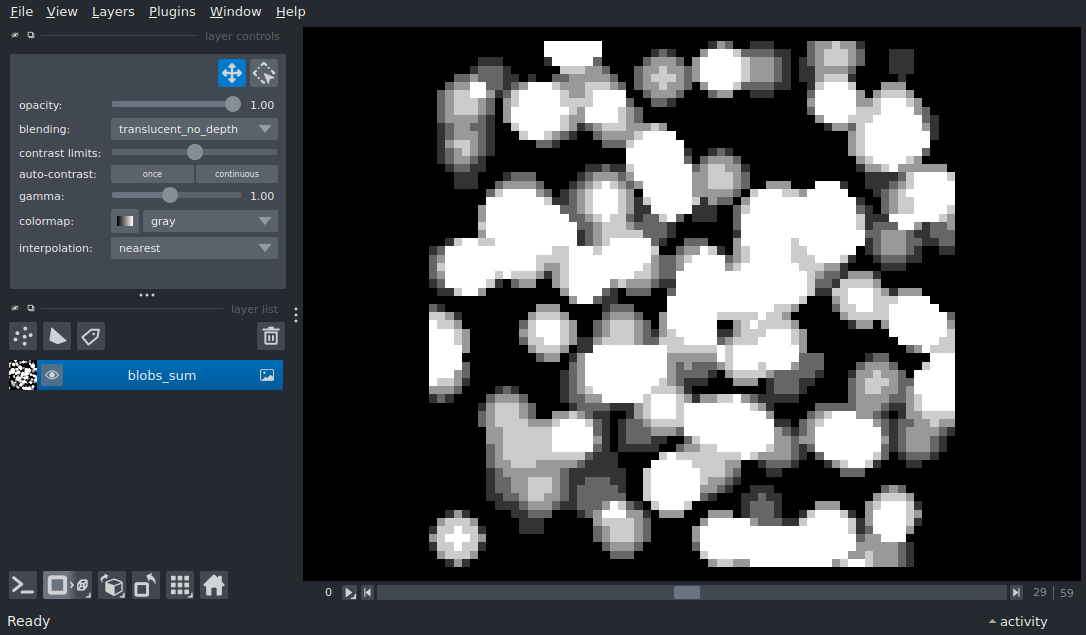 File View Layers Plugins Window Help
layer controls
opacity: 1.00
blending: translucent_no_depth
contrast limits:
auto-contrast: once continuous
gamma: 1.00
colormap: gray
interpolation: nearest
layer list
blobs_sum
0 29 59
Ready activity